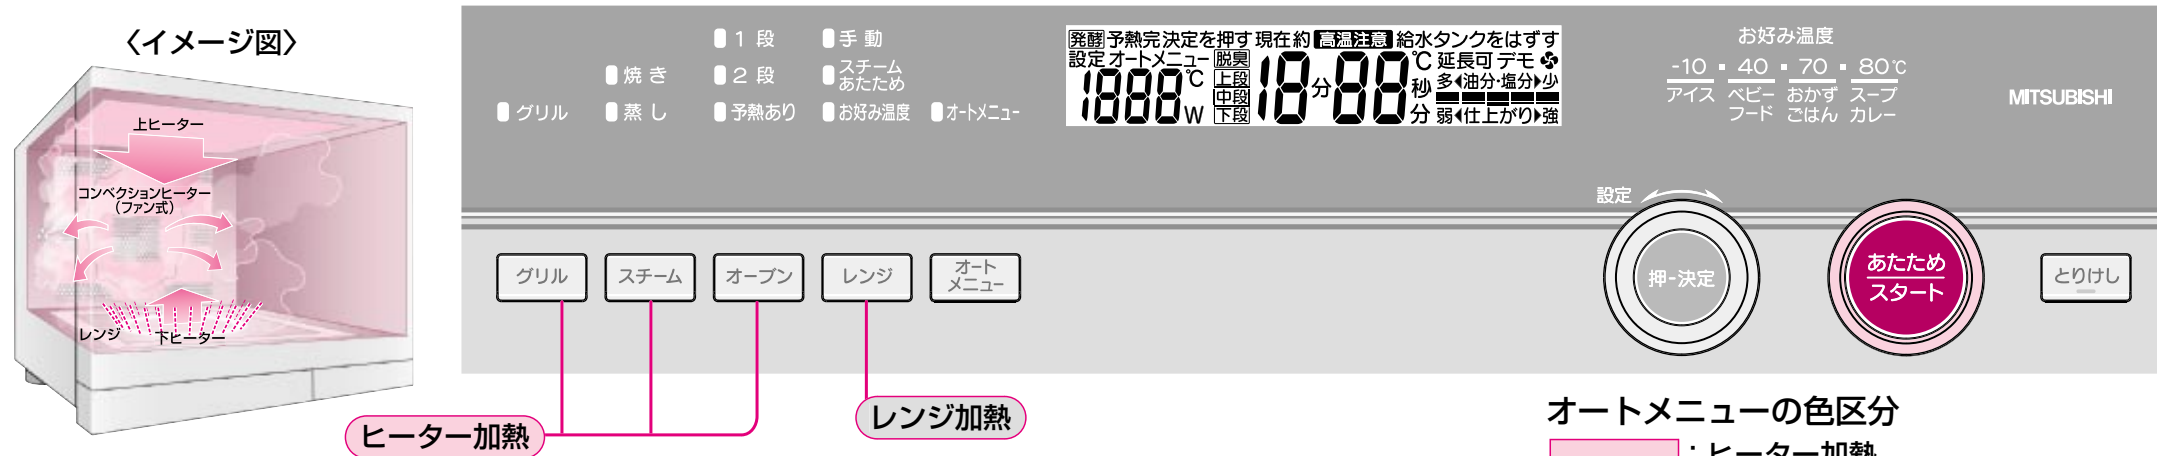 〈イメージ図〉
上ヒーター
コンベクションヒーター
(ファン式)
レンジ
下ヒーター
1 段
手 動
焼 き
2 段
スチーム
あたため
グリル
蒸 し
予熱あり
お好み温度
オートメニュー
発酵 予熱完 決定を押す 現在 約 高温注意 給水タンクをはずす
設定 オートメニュー 脱臭 ℃ 延長可 デモ
1888 ℃ W 上段 中段 下段 18 分 88 秒 分
多◀油分・塩分▶少
弱◀仕上がり▶強
お好み温度
-10 40 70 80℃
アイス ベビーフード おかずごはん スープカレー
MITSUBISHI
設定
グリル
スチーム
オーブン
レンジ
オート
メニュー
押-決定
あたため
スタート
とりけし
ヒーター加熱
レンジ加熱
オートメニューの色区分
:ヒーター加熱